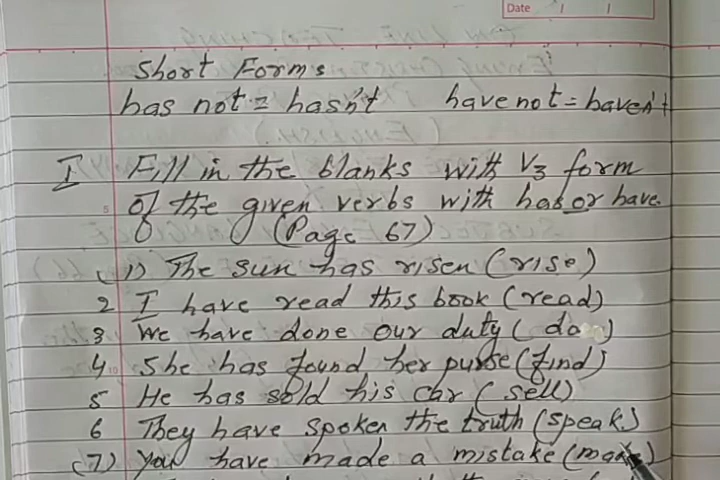 Date / /
Short Forms
has not = hasn't have not = haven't
I Fill in the blanks with V3 form
of the given verbs with has or have.
(Page 67)
(1) The sun has risen (rise)
2 I have read this book (read)
3 We have done our duty (do)
4 She has found her purse (find)
5 He has sold his car (sell)
6 They have spoken the truth (speak)
(7) You have made a mistake (make)